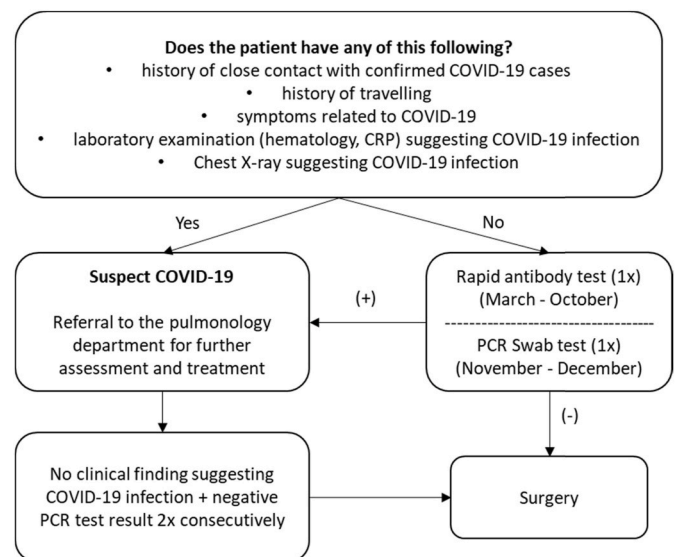 Does the patient have any of this following?
• history of close contact with confirmed COVID-19 cases
• history of travelling
• symptoms related to COVID-19
• laboratory examination (hematology, CRP) suggesting COVID-19 infection
• Chest X-ray suggesting COVID-19 infection
Yes
No
Suspect COVID-19
Referral to the pulmonology
department for further
assessment and treatment
(+)
Rapid antibody test (1x)
(March - October)
PCR Swab test (1x)
(November - December)
(-)
No clinical finding suggesting
COVID-19 infection + negative
PCR test result 2x consecutively
Surgery